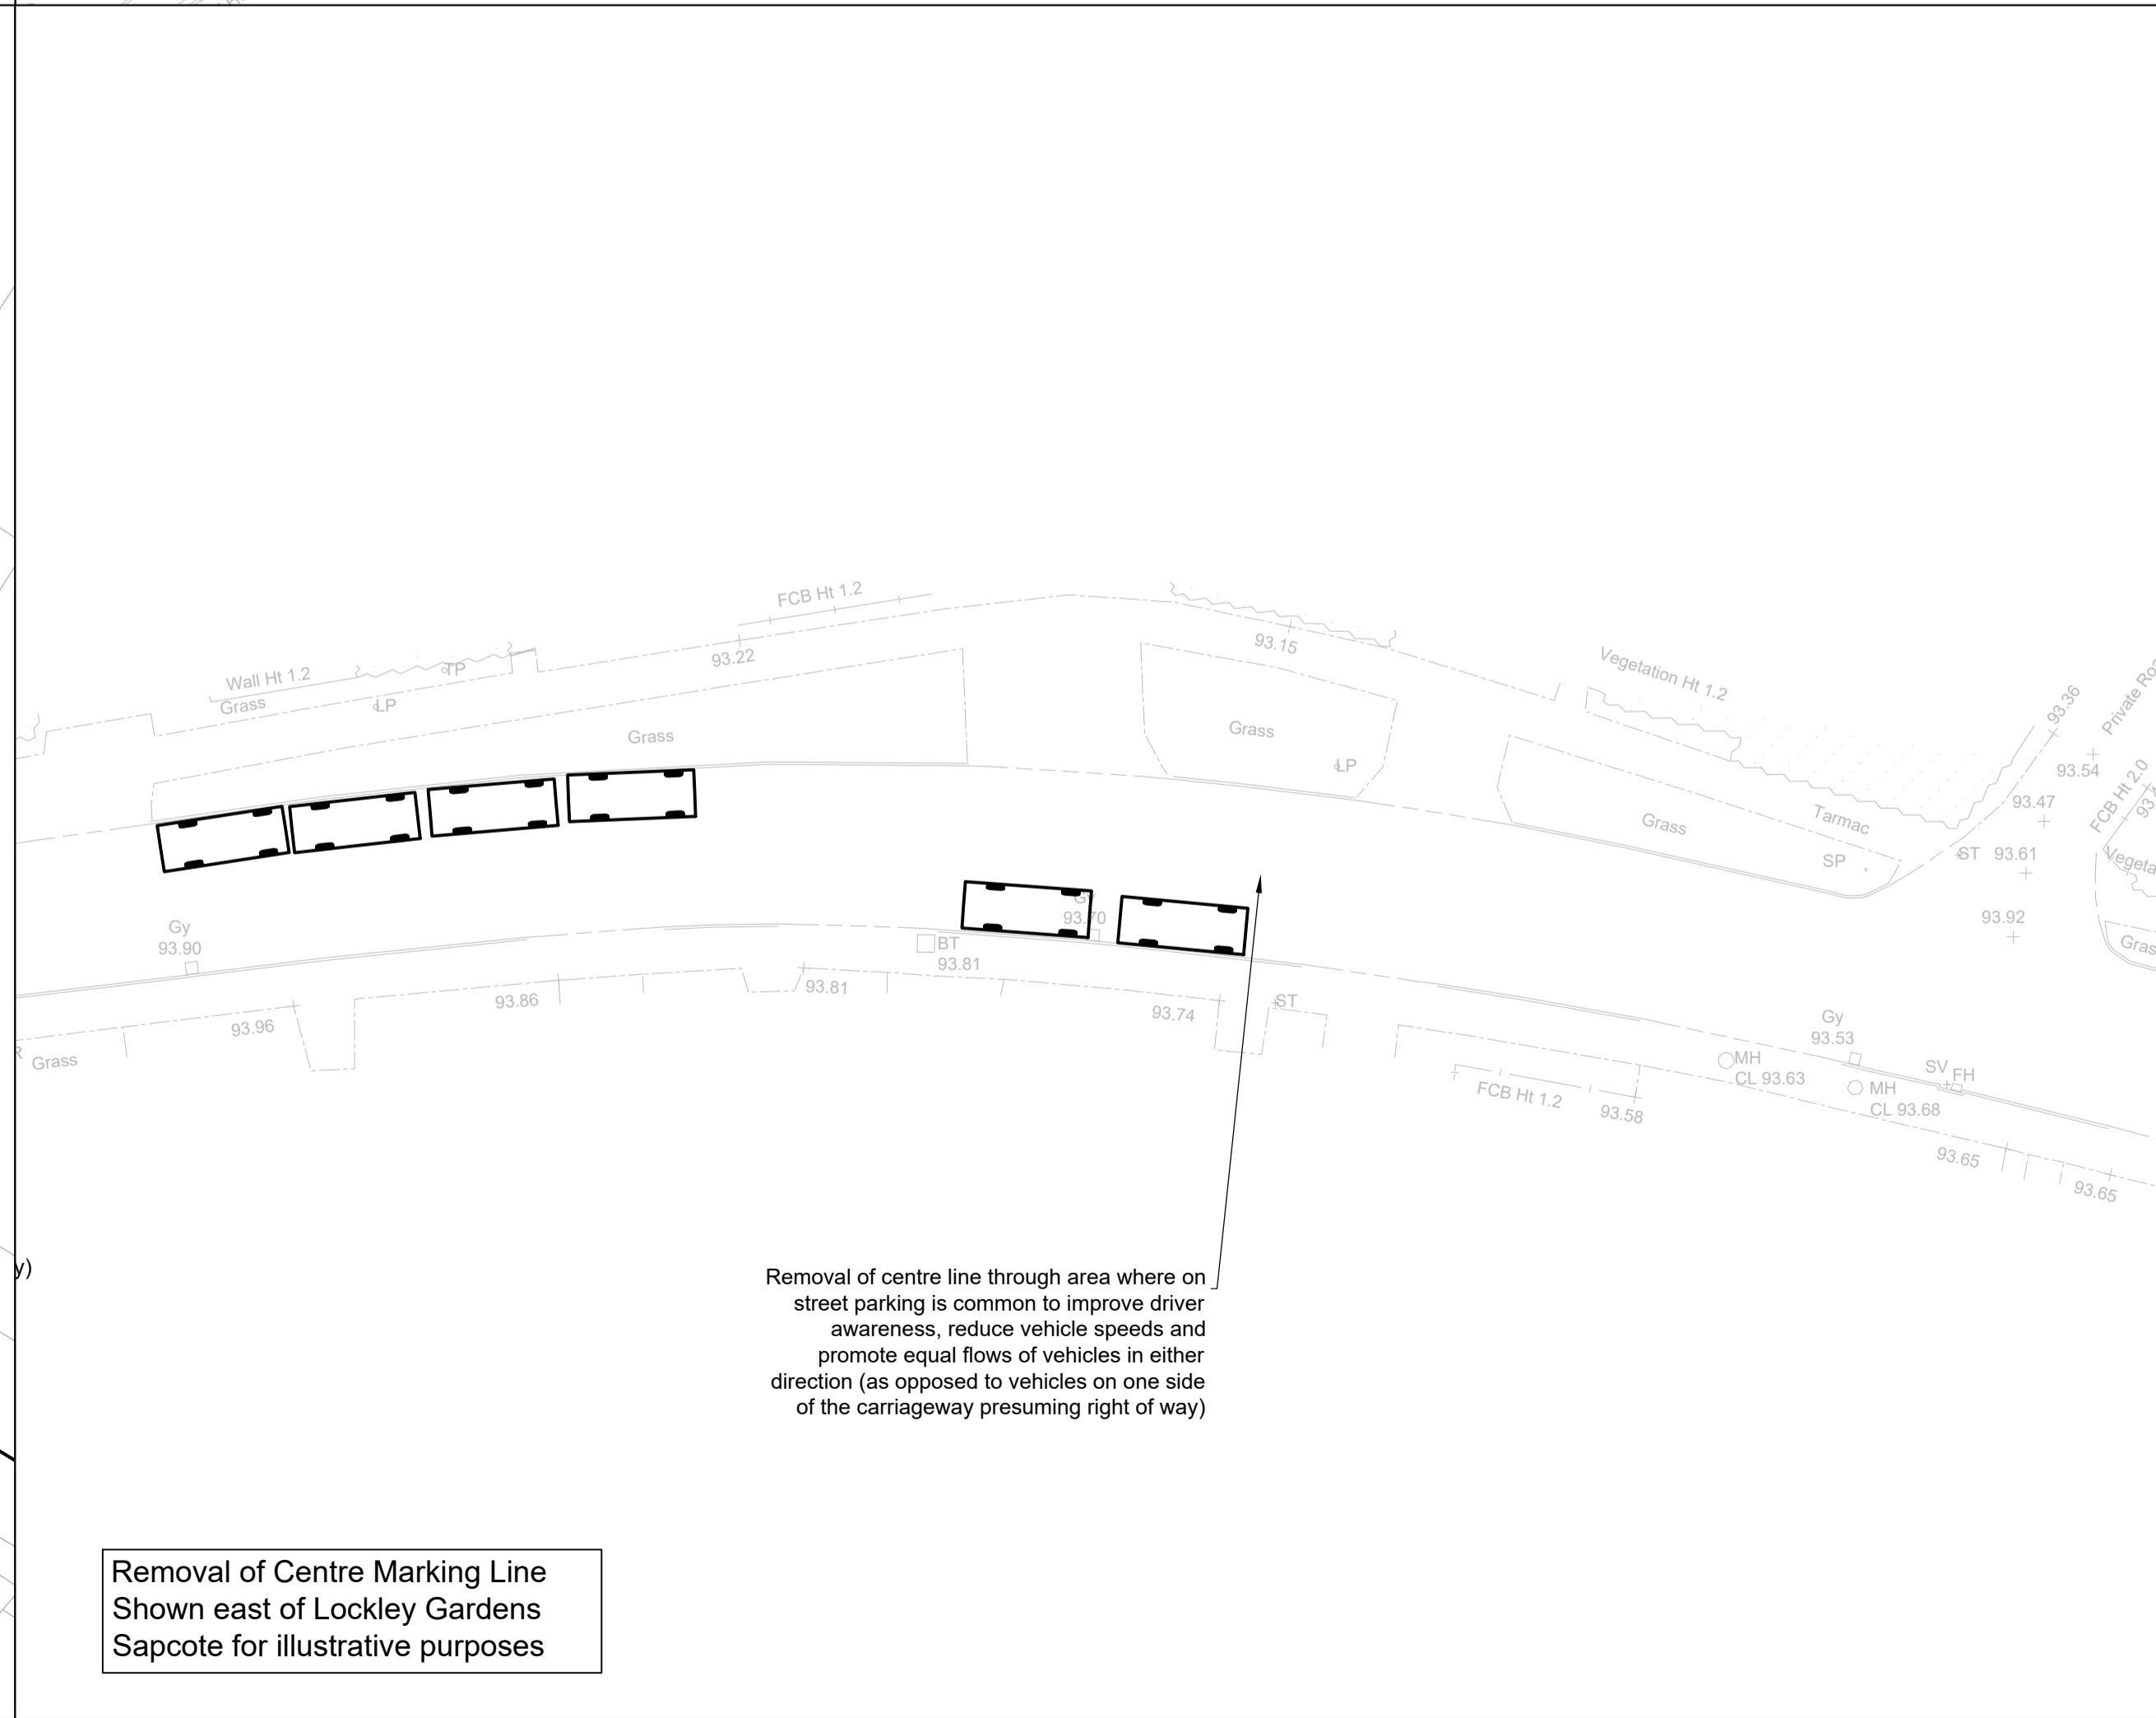 FCB Ht 1.2
Wall Ht 1.2
TP
Grass
LP
93.22
93.15
Grass
Grass
LP
Vegetation Ht 1.2
93.36
93.54
93.47
FCB Ht 2.0
Tarmac
Grass
SP
ST 93.61
93.92
Gy
93.90
Gy
93.70
BT
93.81
93.81
93.86
93.96
Grass
93.74
ST
Gy
93.53
MH
CL 93.63
SV
FH
MH
CL 93.68
FCB Ht 1.2
93.58
93.65
93.65
y)
Removal of centre line through area where on
street parking is common to improve driver
awareness, reduce vehicle speeds and
promote equal flows of vehicles in either
direction (as opposed to vehicles on one side
of the carriageway presuming right of way)
Removal of Centre Marking Line
Shown east of Lockley Gardens
Sapcote for illustrative purposes